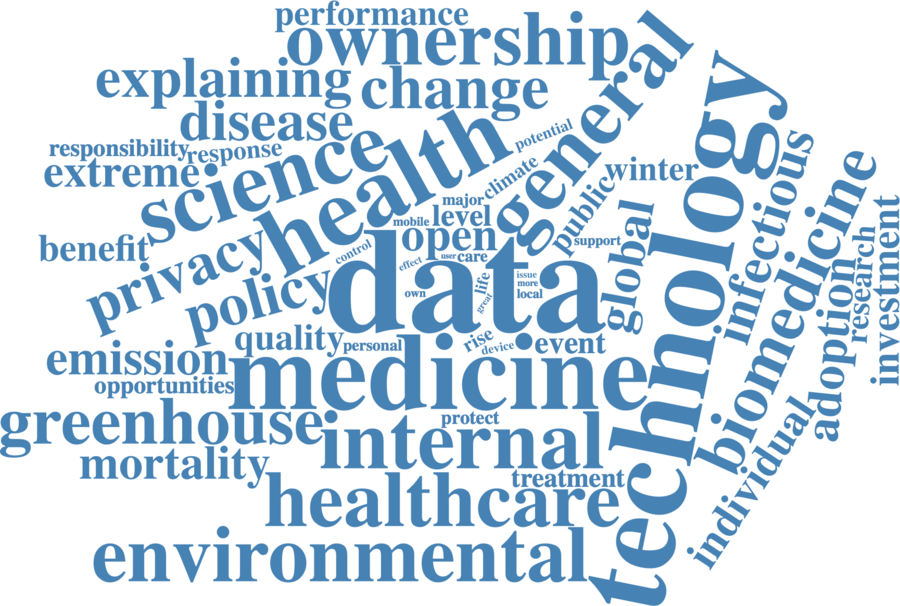 performance
ownership
general
explaining
change
technology
disease
science
health
potential
responsibility
response
extreme
climate
winter
infectious
biomedicine
major
public
mobile
level
privacy
benefit
open
support
global
investment
research
control
effect
user
care
data
policy
life
issue
more
own
local
great
adoption
quality
personal
rise
device
event
emission
medicine
opportunities
greenhouse
internal
protect
individual
mortality
treatment
healthcare
environmental